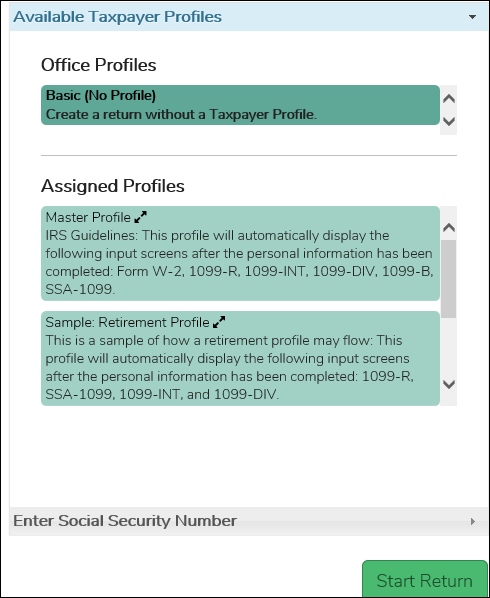 Available Taxpayer Profiles
Office Profiles
Basic (No Profile)
Create a return without a Taxpayer Profile.
Assigned Profiles
Master Profile
IRS Guidelines: This profile will automatically display the
following input screens after the personal information has been
completed: Form W-2, 1099-R, 1099-INT, 1099-DIV, 1099-B,
SSA-1099.
Sample: Retirement Profile
This is a sample of how a retirement profile may flow: This
profile will automatically display the following input screens
after the personal information has been completed: 1099-R,
SSA-1099, 1099-INT, and 1099-DIV.
Enter Social Security Number
Start Return